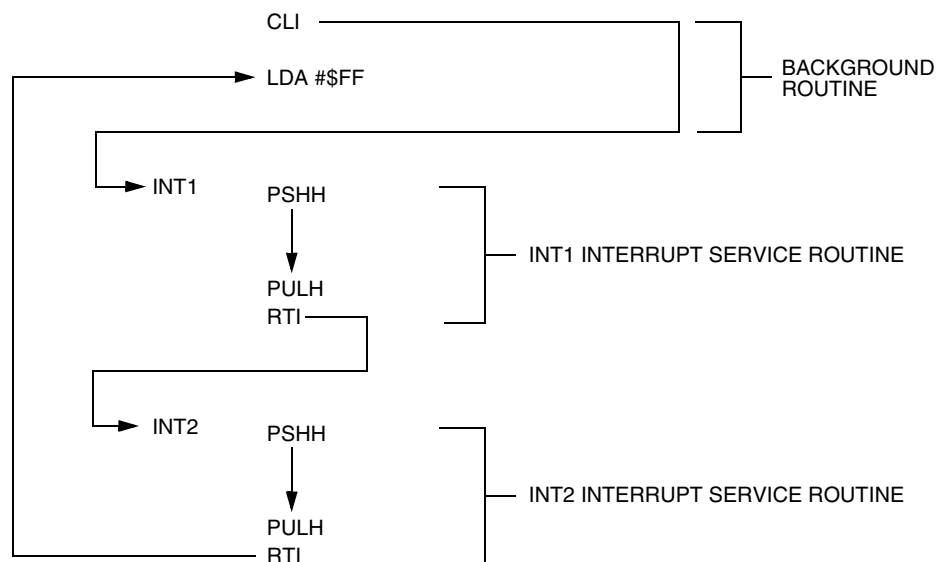 CLI
LDA #$FF
BACKGROUND
ROUTINE
INT1
PSHH
INT1 INTERRUPT SERVICE ROUTINE
PULH
RTI
INT2
PSHH
INT2 INTERRUPT SERVICE ROUTINE
PULH
RTI